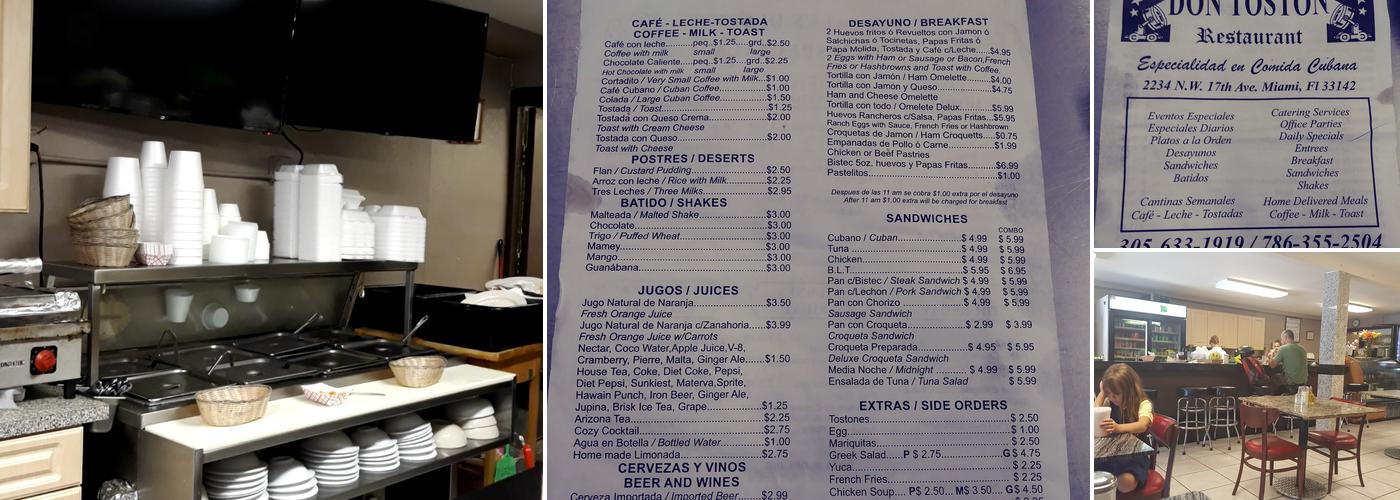 CAFÉ - LECHE-TOSTADA
COFFEE - MILK - TOAST
Café con leche..........peq..$1.25....grd..$2.50
Coffee with milk small large
Chocolate Caliente.....peq.$1.25....grd..$2.25
Hot Chocolate with milk small large
Cortadito / Very Small Coffee with Milk...$1.00
Café Cubano / Cuban Coffee.................$1.00
Colada / Large Cuban Coffee................$1.50
Tostada / Toast.................................$1.25
Tostada con Queso Crema..................$2.00
Toast with Cream Cheese
Tostada con Queso............................$2.00
Toast with Cheese
POSTRES / DESERTS
Flan / Custard Pudding.......................$2.50
Arroz con leche / Rice with Milk............$2.25
Tres Leches / Three Milks....................$2.95
BATIDO / SHAKES
Malteada / Malted Shake.....................$3.00
Chocolate........................................$3.00
Trigo / Puffed Wheat...........................$3.00
Mamey............................................$3.00
Mango.............................................$3.00
Guanábana......................................$3.00
JUGOS / JUICES
Jugo Natural de Naranja......................$3.50
Fresh Orange Juice
Jugo Natural de Naranja c/Zanahoria.....$3.99
Fresh Orange Juice w/Carrots
Nectar, Coco Water,Apple Juice,V-8,
Cramberry, Pierre, Malta, Ginger Ale......$1.50
House Tea, Coke, Diet Coke, Pepsi,
Diet Pepsi, Sunkiest, Materva,Sprite,
Hawain Punch, Iron Beer, Ginger Ale,
Jupina, Brisk Ice Tea, Grape................$1.25
Arizona Tea......................................$2.25
Cozy Cocktail....................................$2.75
Agua en Botella / Bottled Water............$1.00
Home made Limonada.......................$2.75
CERVEZAS Y VINOS
BEER AND WINES
Cerveza Importada / Imported Beer.......$2.99
DESAYUNO / BREAKFAST
2 Huevos fritos ó Revueltos con Jamón ó
Salchichas ó Tocinetas, Papas Fritas ó
Papa Molida, Tostada y Café c/Leche.....$4.95
2 Eggs with Ham or Sausage or Bacon,French
Fries or Hashbrowns and Toast with Coffee.
Tortilla con Jamón / Ham Omelette.........$4.00
Tortilla con Jamon y Queso..................$4.75
Ham and Cheese Omelette
Tortilla con todo / Omelete Delux..........$5.99
Huevos Rancheros c/Salsa, Papas Fritas...$5.95
Ranch Eggs with Sauce, French Fries or Hashbrown
Croquetas de Jamon / Ham Croquetts....$0.75
Empanadas de Pollo ó Carne...............$1.99
Chicken or Beef Pastries
Bistec 5oz. huevos y Papas Fritas.........$6.99
Pastelitos........................................$1.00
Despues de las 11 am se cobra $1.00 extra por el desayuno
After 11 am $1.00 extra will be charged for breakfast
SANDWICHES
COMBO
Cubano / Cuban........................$ 4.99 $ 5.99
Tuna.......................................$ 4.99 $ 5.99
Chicken...................................$ 4.99 $ 5.99
B.L.T.......................................$ 5.95 $ 6.95
Pan c/Bistec / Steak Sandwich $ 4.99 $ 5.99
Pan c/Lechon / Pork Sandwich $ 4.99 $ 5.99
Pan con Chorizo .......................$ 4.99 $ 5.99
Sausage Sandwich
Pan con Croqueta......................$ 2.99 $ 3.99
Croqueta Sandwich
Croqueta Preparada...................$ 4.95 $ 5.95
Deluxe Croqueta Sandwich
Media Noche / Midnight .............$ 4.99 $ 5.99
Ensalada de Tuna / Tuna Salad $ 5.99
EXTRAS / SIDE ORDERS
Tostones..........................................$ 2.50
Egg.................................................$ 1.00
Mariquitas.........................................$ 2.50
Greek Salad......P $ 2.75...................G $ 4.75
Yuca................................................$ 2.25
French Fries......................................$ 2.25
Chicken Soup.... P$ 2.50... M$ 3.50.... G$ 4.50
DON TOSTON
Restaurant
Especialidad en Comida Cubana
2234 N.W. 17th Ave. Miami, Fl 33142
Eventos Especiales
Especiales Diarios
Platos a la Orden
Desayunos
Sandwiches
Batidos
Cantinas Semanales
Café - Leche - Tostadas
Catering Services
Office Parties
Daily Specials
Entrees
Breakfast
Sandwiches
Shakes
Home Delivered Meals
Coffee - Milk - Toast
305-633-1919 / 786-355-2504